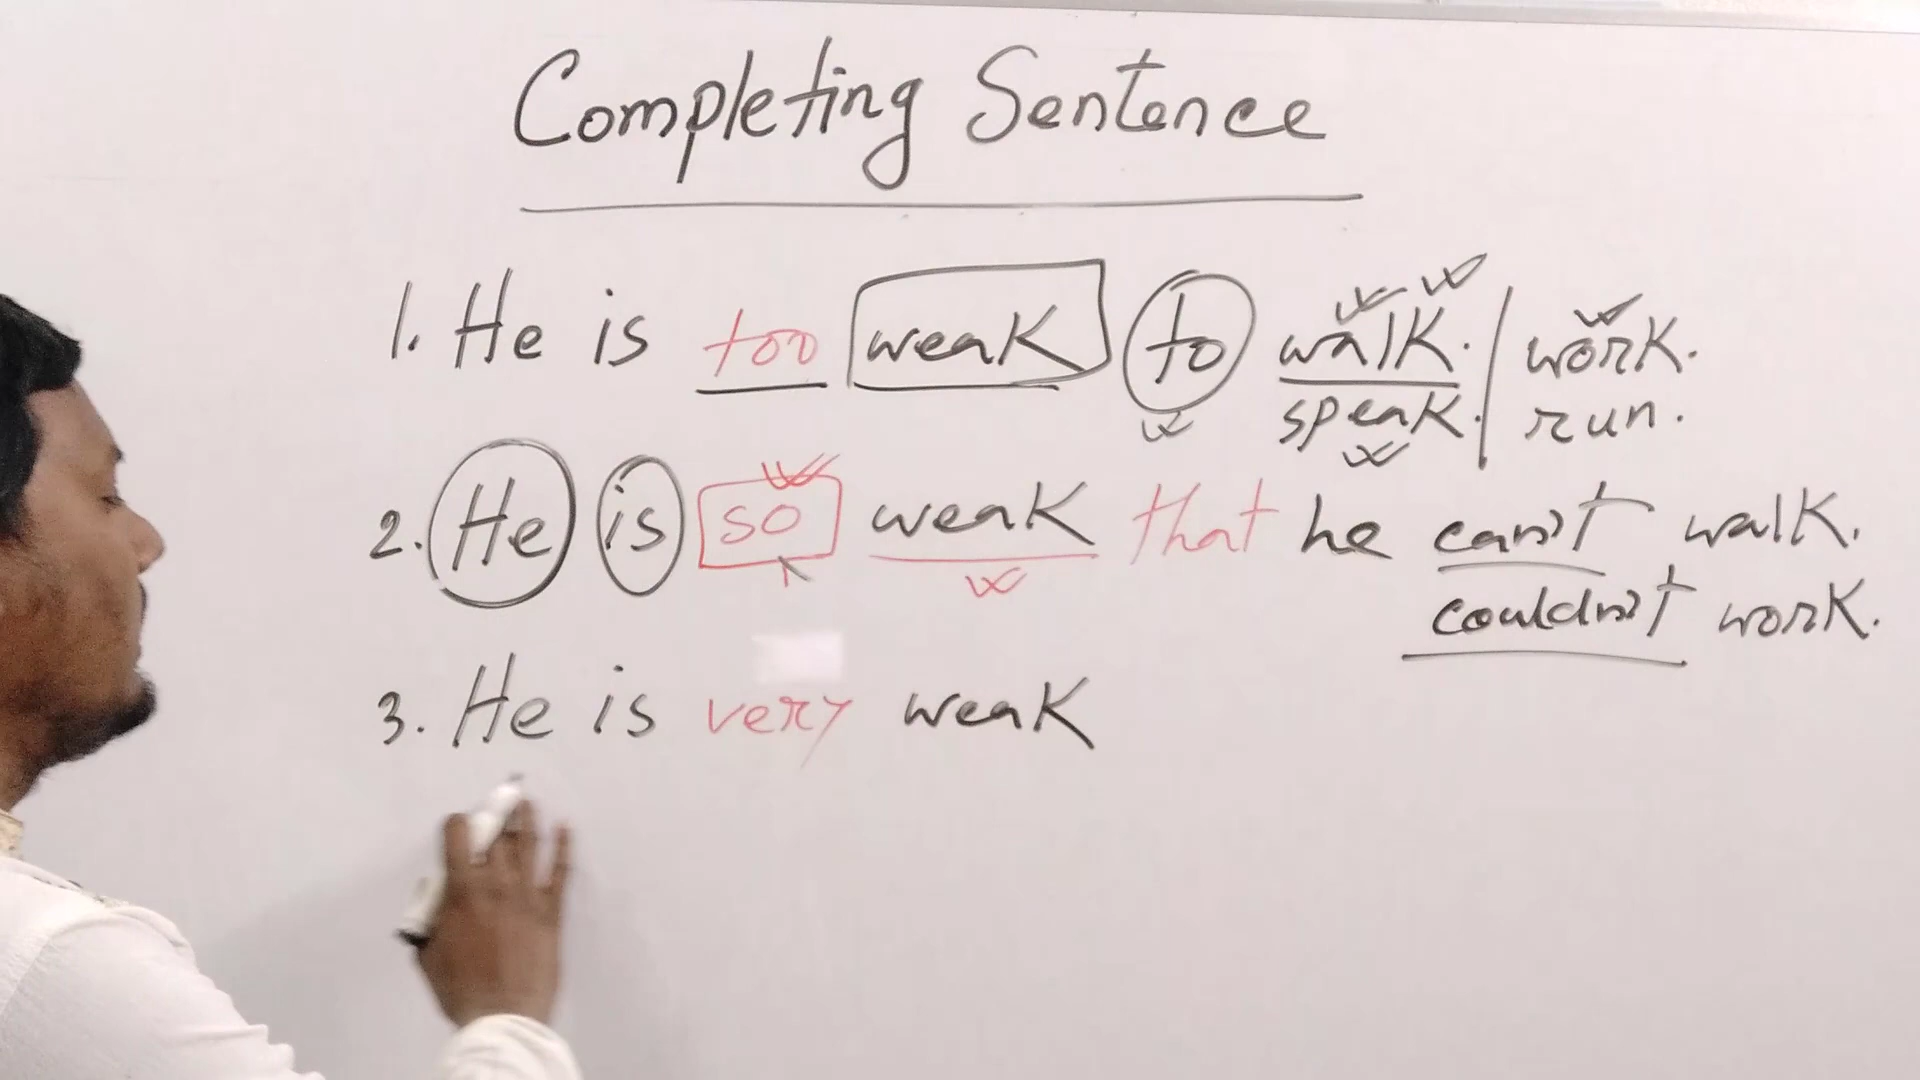 Completing Sentence
1. He is too weak to walk. / work.
speak. run.
2. He is so weak that he can't walk.
couldn't work.
3. He is very weak